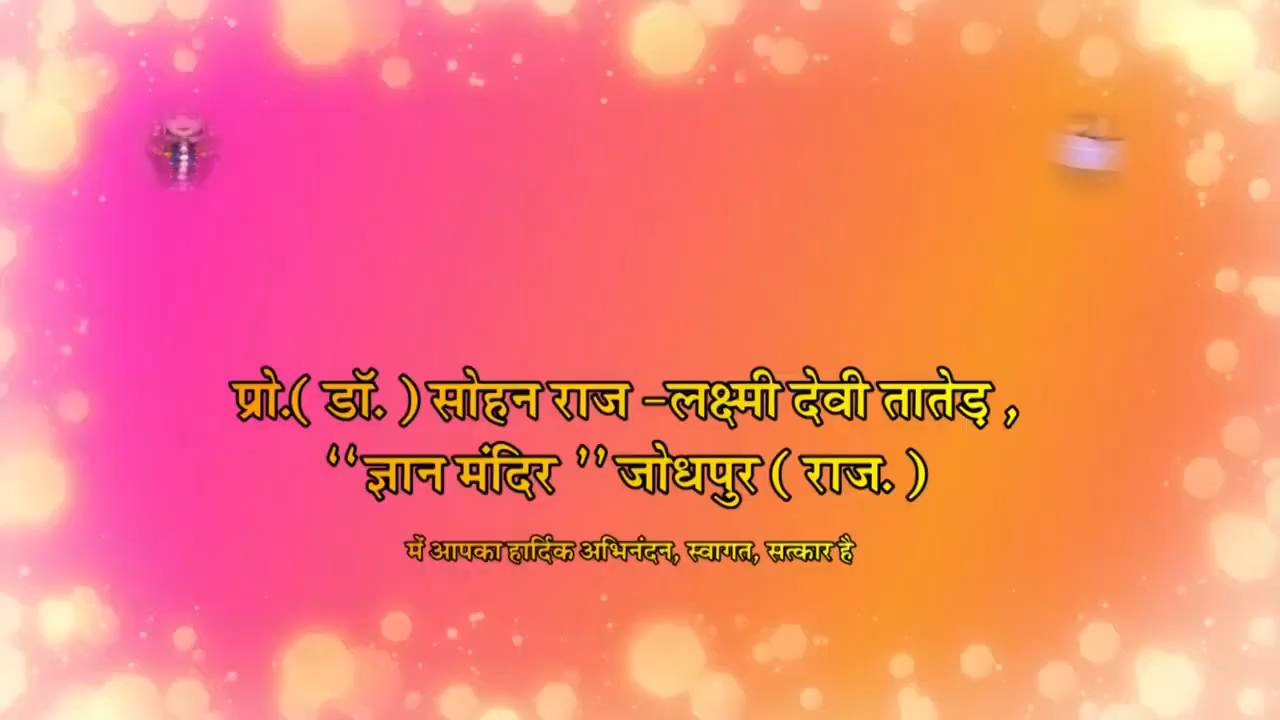 प्रो.( डॉ. ) सोहन राज -लक्ष्मी देवी तातेड़ ,
‘‘ज्ञान मंदिर ’’ जोधपुर ( राज. )
में आपका हार्दिक अभिनंदन, स्वागत, सत्कार है